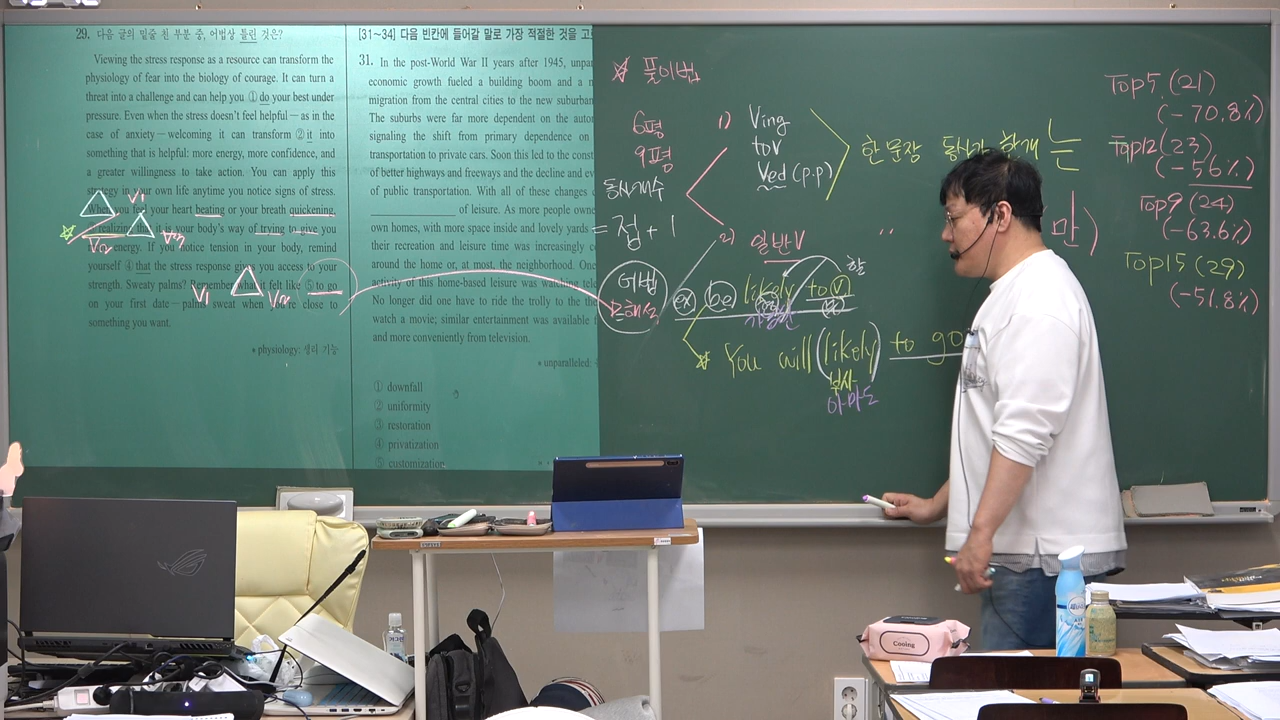 29. 다음 글의 밑줄 친 부분 중, 어법상 틀린 것은?
Viewing the stress response as a resource can transform the
physiology of fear into the biology of courage. It can turn a
threat into a challenge and can help you ① do your best under
pressure. Even when the stress doesn't feel helpful — as in the
case of anxiety — welcoming it can transform ② it into
something that is helpful: more energy, more confidence, and
a greater willingness to take action. You can apply this
strategy in your own life anytime you notice signs of stress.
When you feel your heart beating or your breath quickening,
realizing that it is your body's way of trying to give you
more energy. If you notice tension in your body, remind
yourself ④ that the stress response gives you access to your
strength. Sweaty palms? Remember what it felt like ⑤ to go
on your first date — palms sweat when you're close to
something you want.
* physiology: 생리 기능
V1
V2
V3
V1
V2
[31~34] 다음 빈칸에 들어갈 말로 가장 적절한 것을 고
31. In the post-World War II years after 1945, unpa
economic growth fueled a building boom and a m
migration from the central cities to the new suburban
The suburbs were far more dependent on the auto
signaling the shift from primary dependence on
transportation to private cars. Soon this led to the const
of better highways and freeways and the decline and ev
of public transportation. With all of these changes
of leisure. As more people owne
own homes, with more space inside and lovely yards
their recreation and leisure time was increasingly c
around the home or, at most, the neighborhood. One
activity of this home-based leisure was watching tele
No longer did one have to ride the trolly to the the
watch a movie; similar entertainment was available f
and more conveniently from television.
* unparalleled:
① downfall
② uniformity
③ restoration
④ privatization
⑤ customization
☆ 풀이법
6평
9평
동사개수
= 접 + 1
어법
1)
Ving
toV
Ved (p.p)
한 문장 동사가 는
만)
2) 일반V
할
ex) be likely to V
☆ You will (likely) to go
부사
아마도
Top5 (21)
(-70.8%)
Top12 (23)
(-56%)
Top9 (24)
(-63.6%)
Top15 (29)
(-51.8%)
Cooing